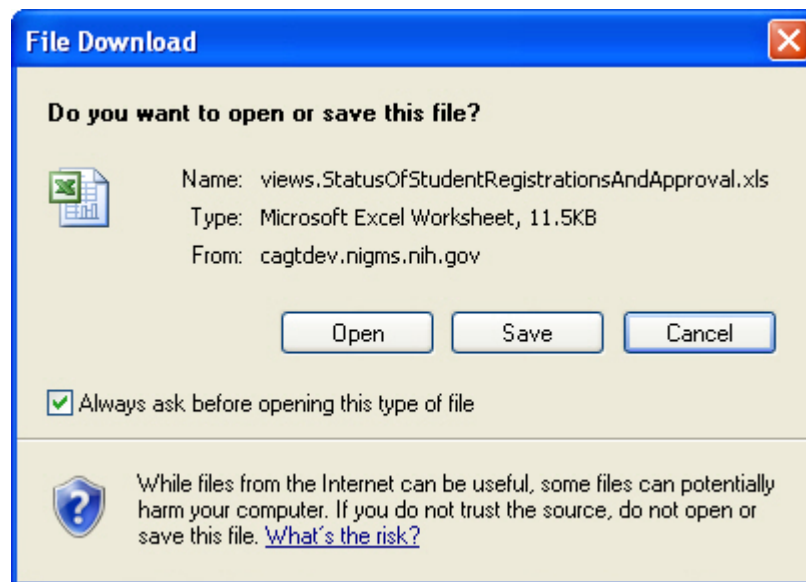 File Download
Do you want to open or save this file?
Name: views.StatusOfStudentRegistrationsAndApproval.xls
Type: Microsoft Excel Worksheet, 11.5KB
From: cagtdev.nigms.nih.gov
Open Save Cancel
Always ask before opening this type of file
While files from the Internet can be useful, some files can potentially
harm your computer. If you do not trust the source, do not open or
save this file. What's the risk?